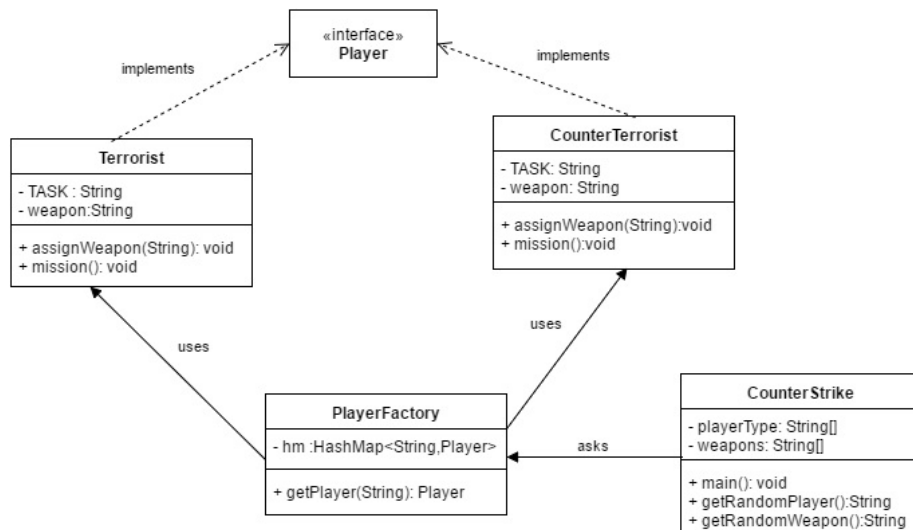 «interface»
Player
implements
implements
Terrorist
- TASK : String
- weapon:String
+ assignWeapon(String): void
+ mission(): void
CounterTerrorist
- TASK: String
- weapon: String
+ assignWeapon(String):void
+ mission():void
uses
uses
PlayerFactory
- hm :HashMap<String,Player>
+ getPlayer(String): Player
asks
CounterStrike
- playerType: String[]
- weapons: String[]
+ main(): void
+ getRandomPlayer():String
+ getRandomWeapon():String